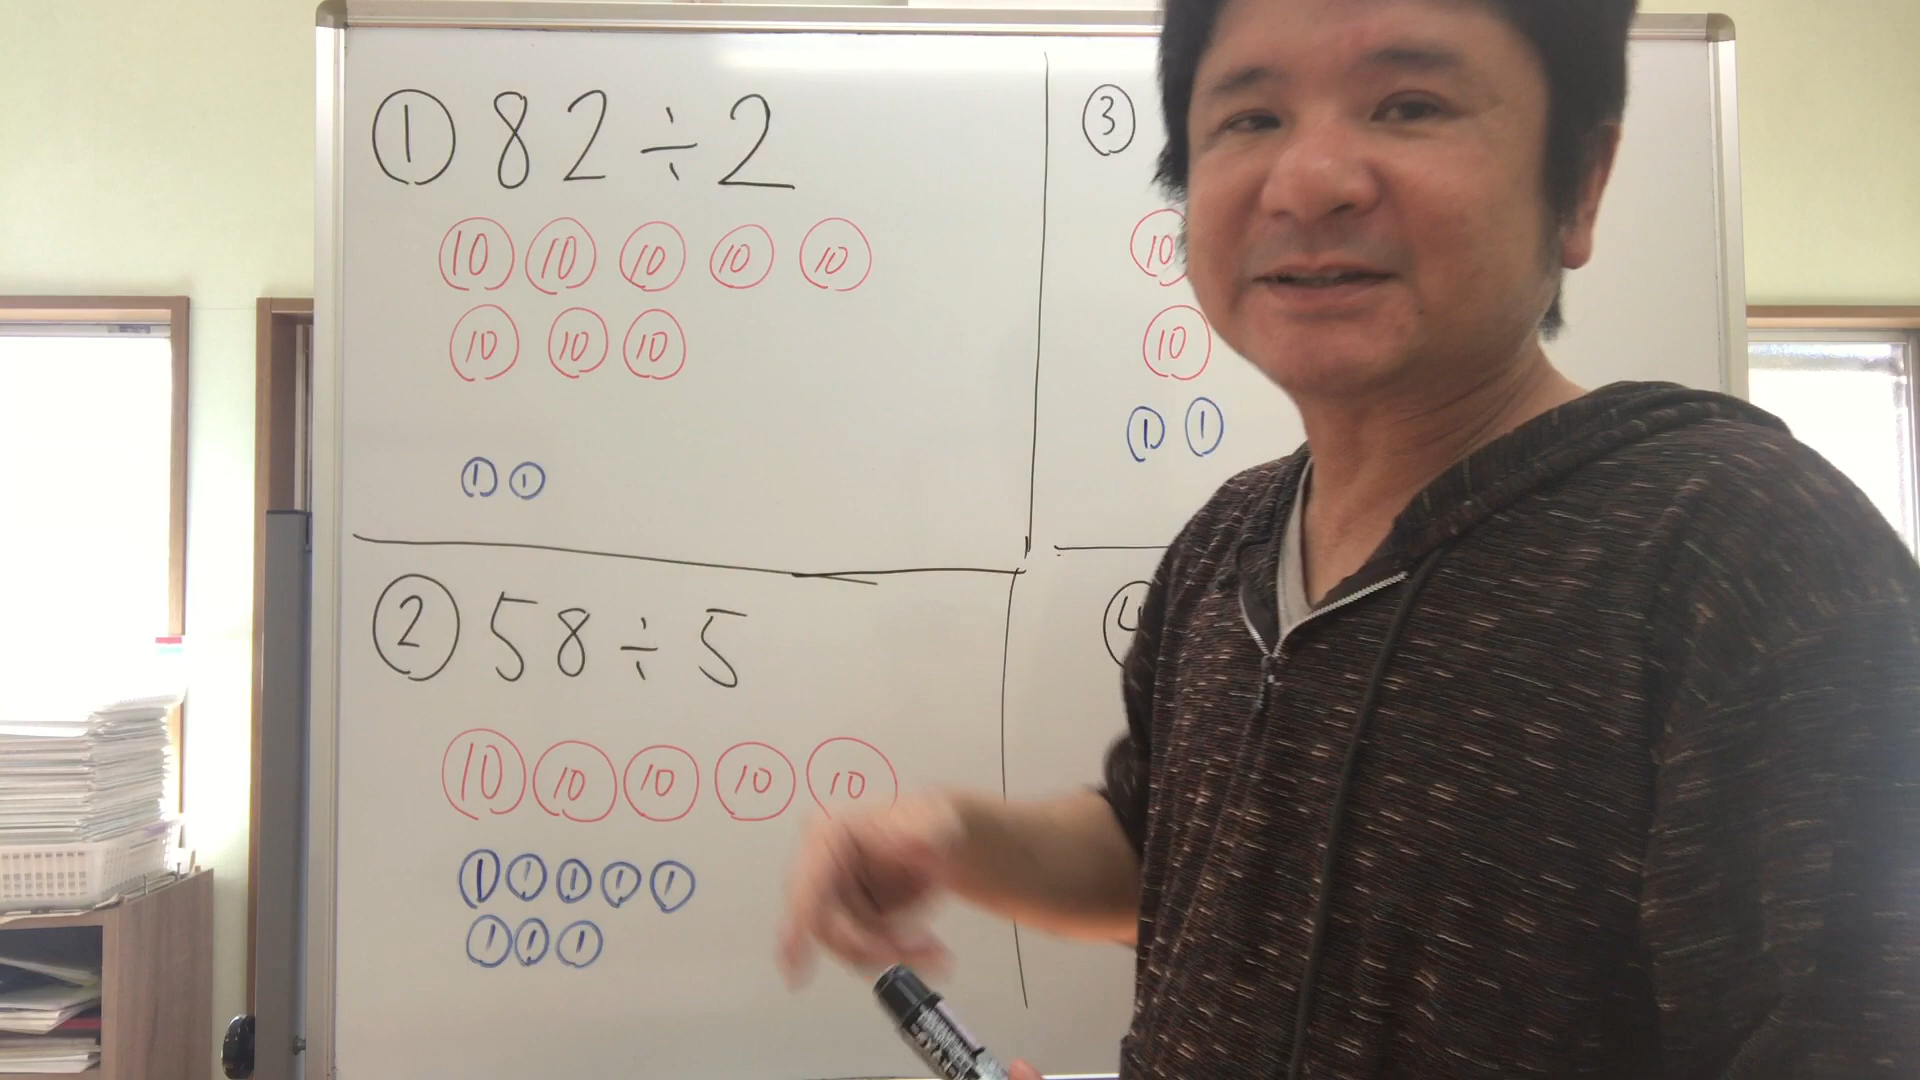 ① 82÷2
10 10 10 10 10
10 10 10
1 1
② 58÷5
10 10 10 10 10
1 1 1 1 1
1 1 1
③
10
10
1 1
④